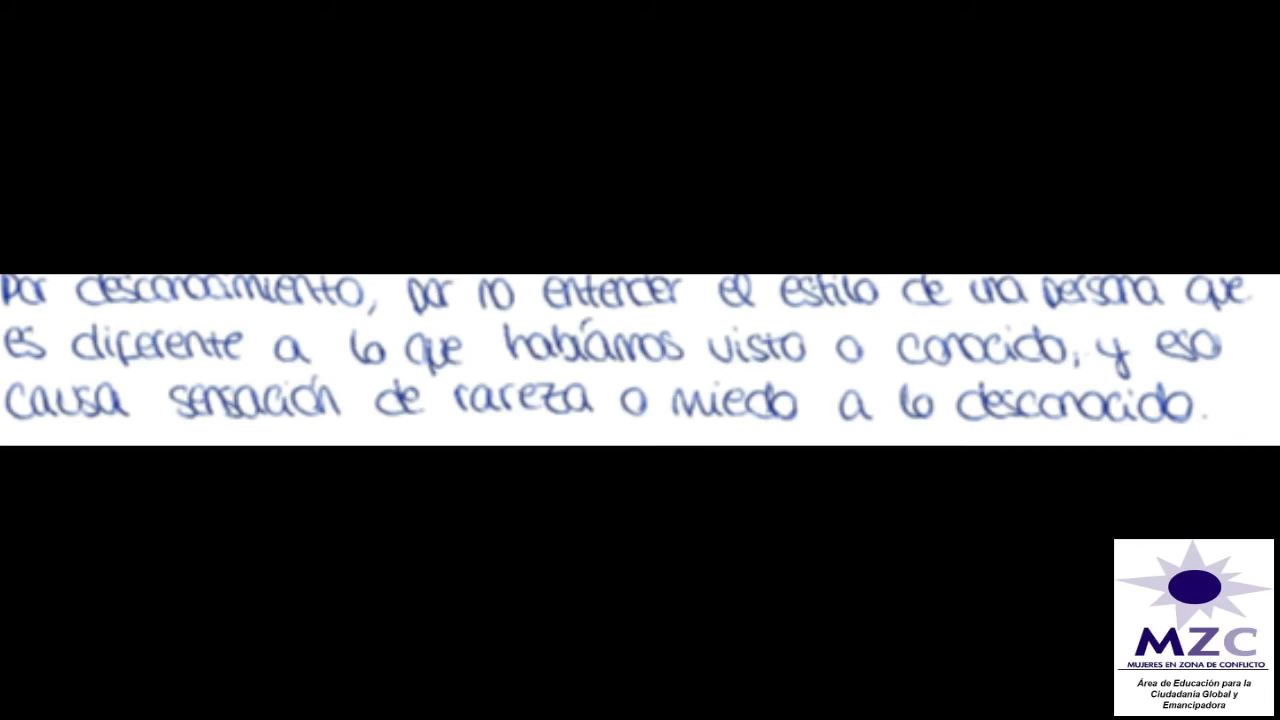 Por desconocimiento, por no entender el estilo de una persona que
es diferente a lo que habíamos visto o conocido, y eso
causa sensación de rareza o miedo a lo desconocido.
MZC
MUJERES EN ZONA DE CONFLICTO
Área de Educación para la
Ciudadanía Global y
Emancipadora